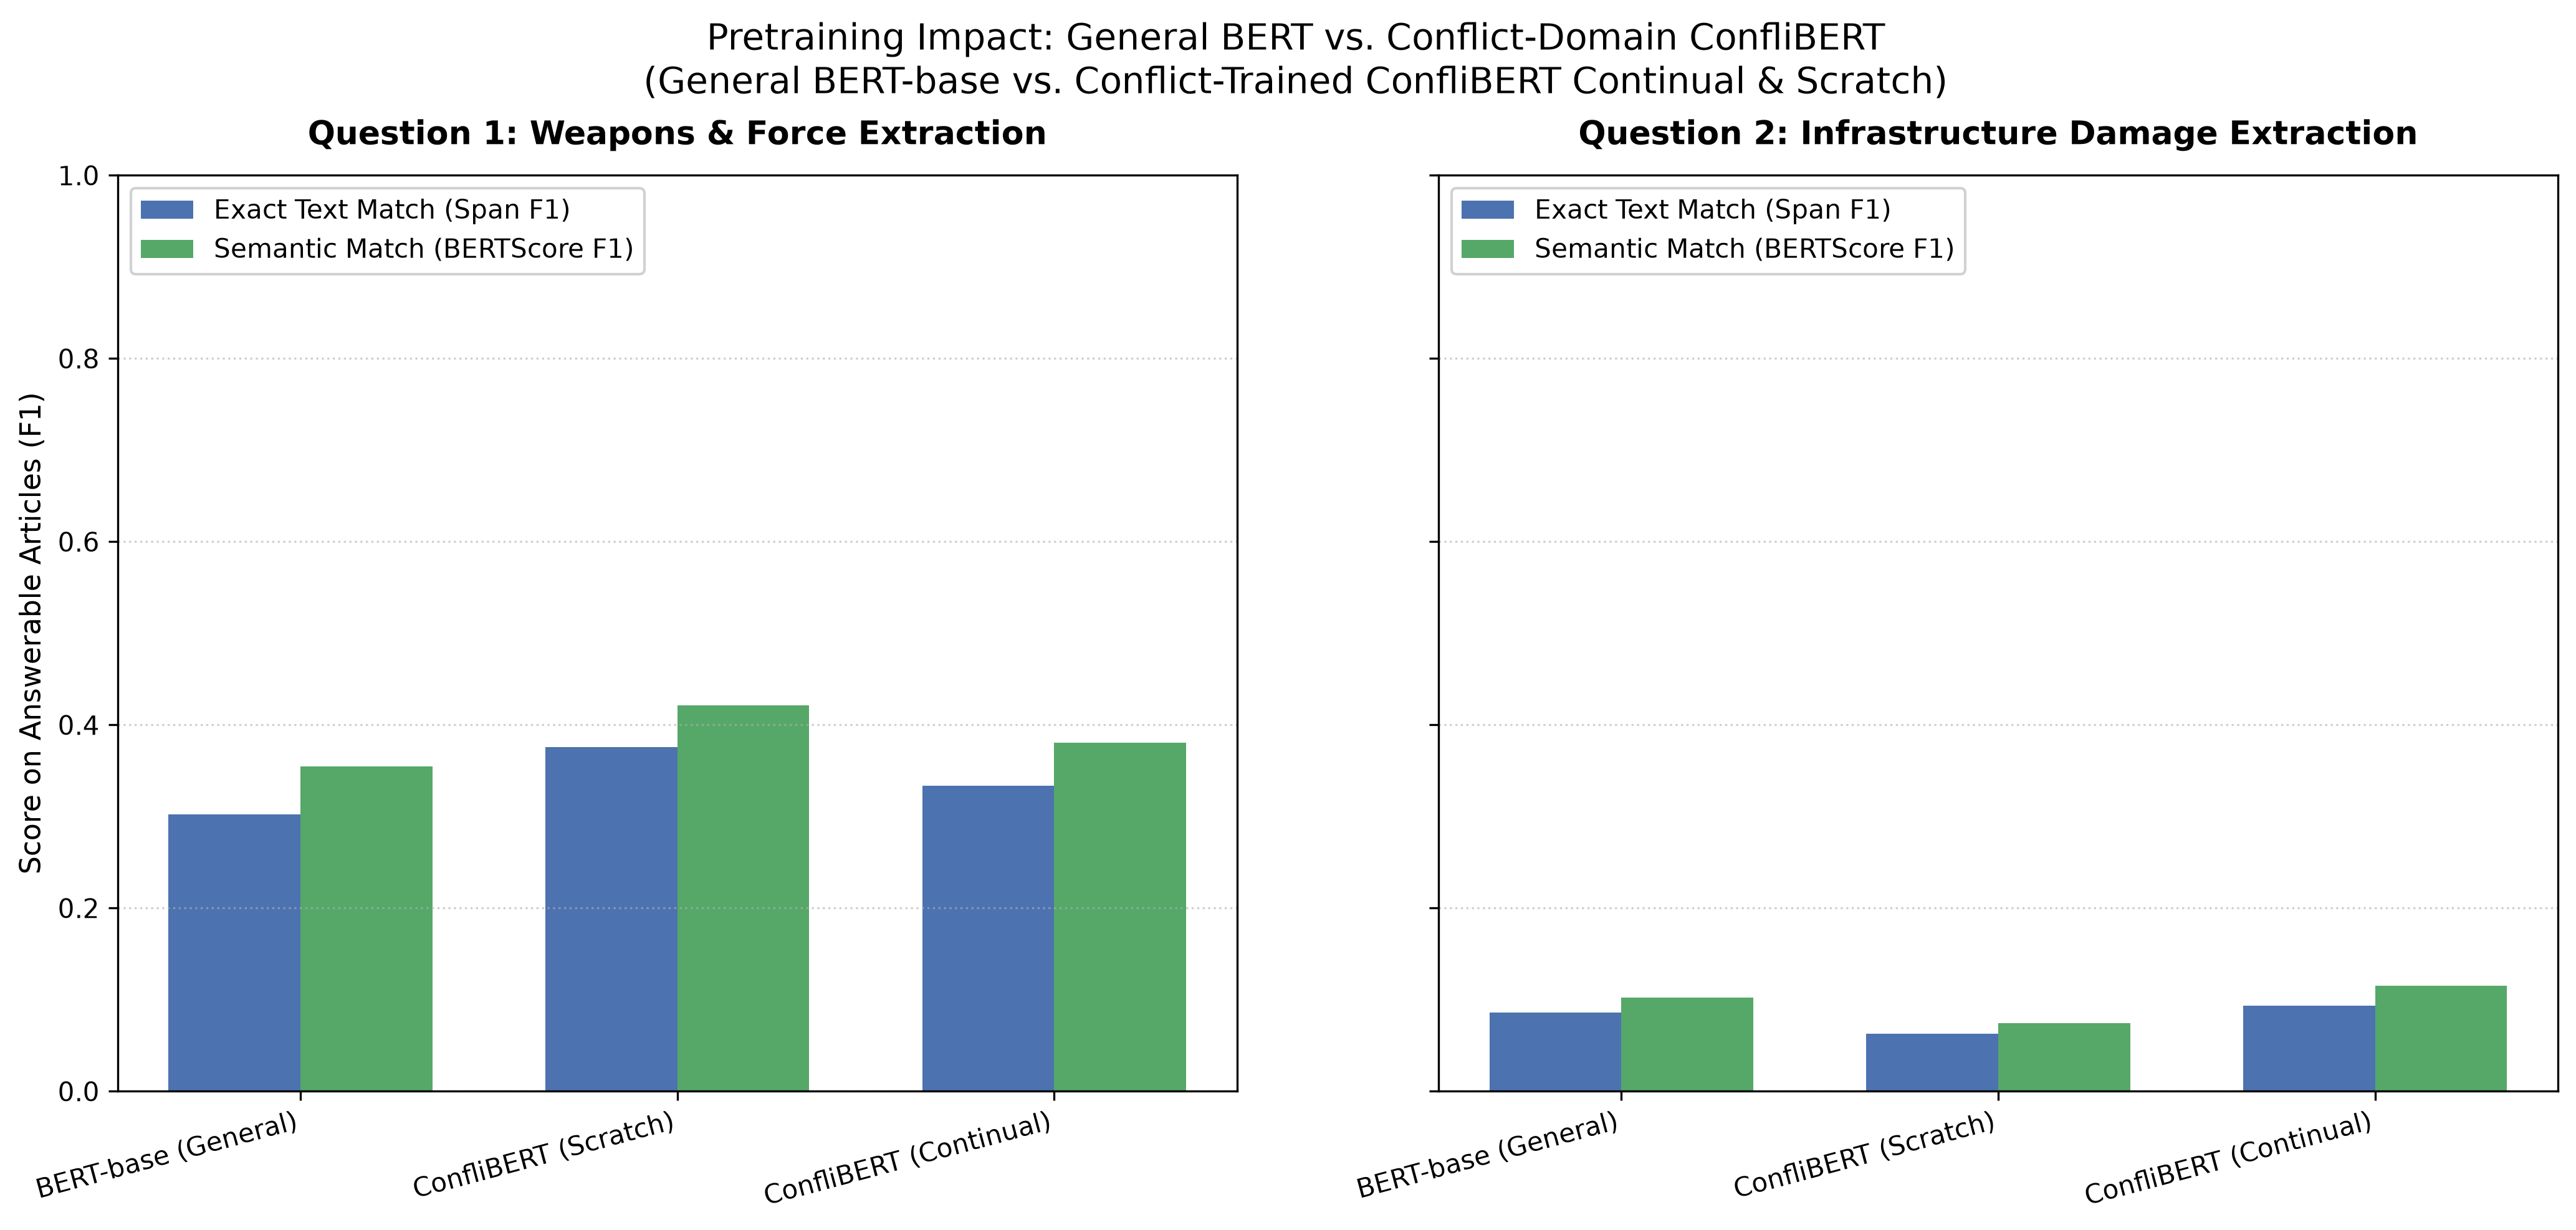 Pretraining Impact: General BERT vs. Conflict-Domain ConfliBERT
(General BERT-base vs. Conflict-Trained ConfliBERT Continual & Scratch)
Question 1: Weapons & Force Extraction
Exact Text Match (Span F1)
Semantic Match (BERTScore F1)
Score on Answerable Articles (F1)
1.0
0.8
0.6
0.4
0.2
0.0
BERT-base (General)
ConfliBERT (Scratch)
ConfliBERT (Continual)
Question 2: Infrastructure Damage Extraction
Exact Text Match (Span F1)
Semantic Match (BERTScore F1)
BERT-base (General)
ConfliBERT (Scratch)
ConfliBERT (Continual)